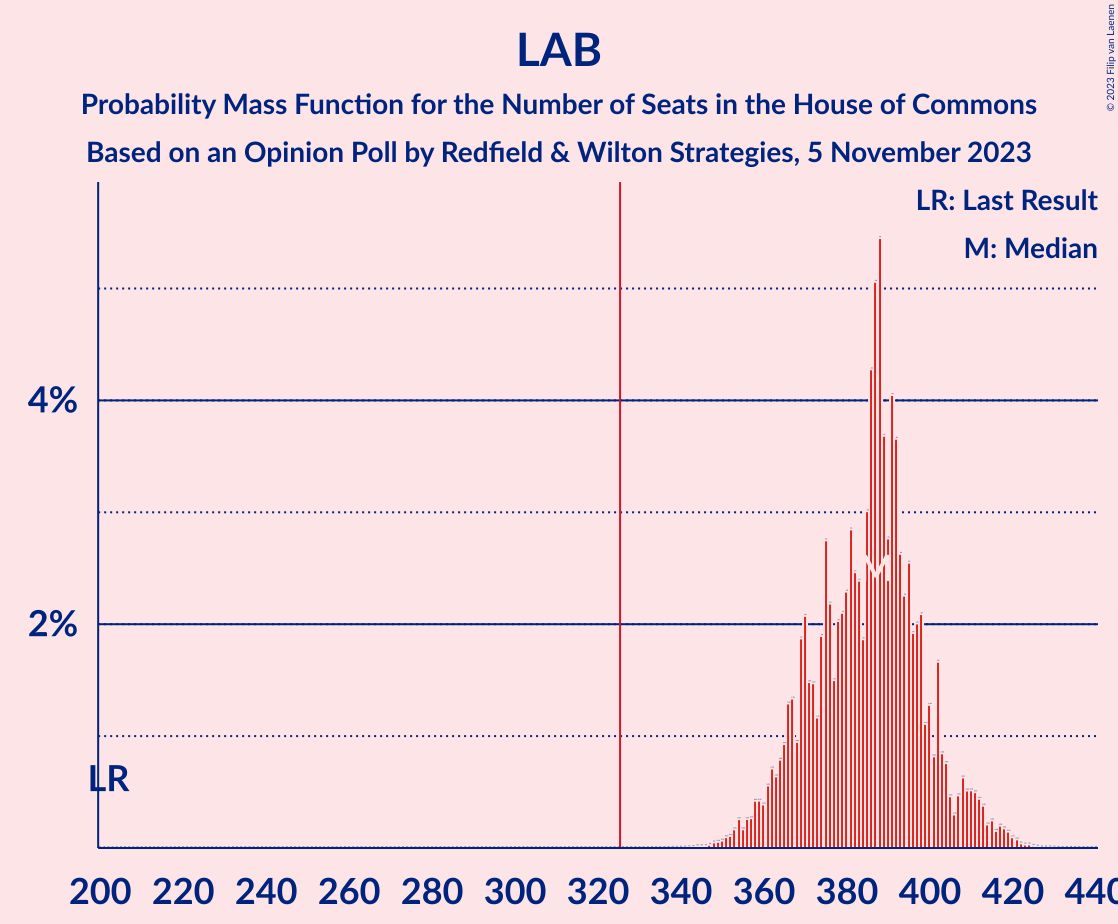 LAB
Probability Mass Function for the Number of Seats in the House of Commons
Based on an Opinion Poll by Redfield & Wilton Strategies, 5 November 2023
© 2023 Filip van Laenen
LR: Last Result
M: Median
4%
2%
M
LR
200 220 240 260 280 300 320 340 360 380 400 420 440